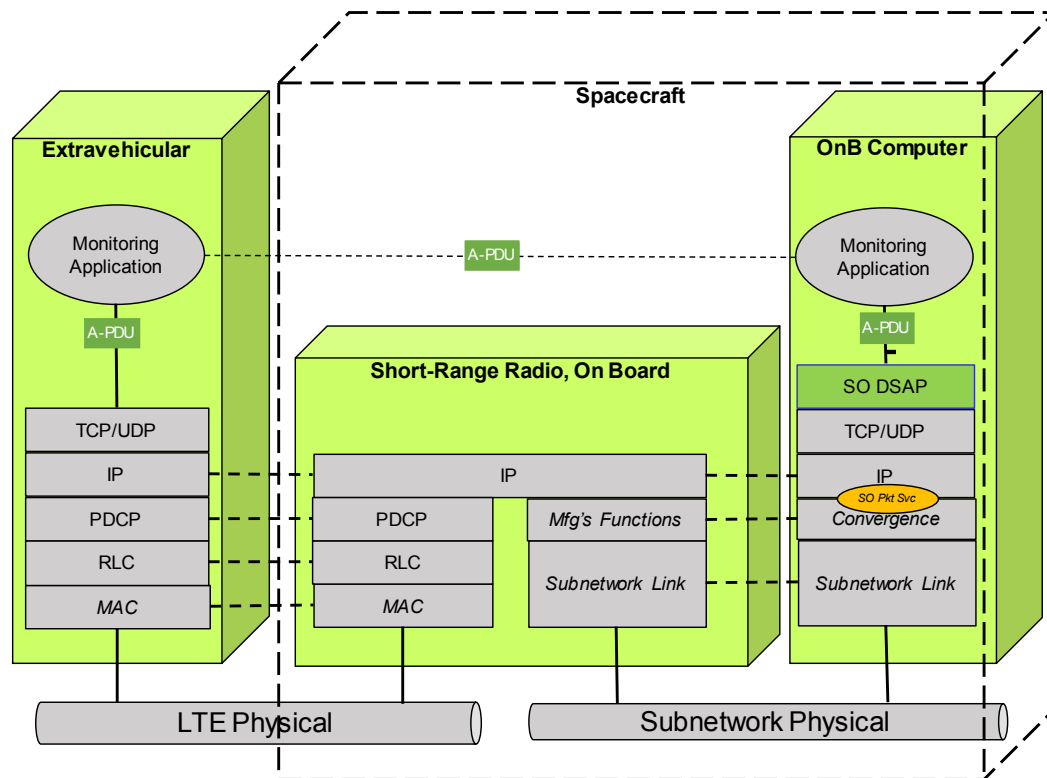 Spacecraft
Extravehicular
OnB Computer
Monitoring
Application
A-PDU
Monitoring
Application
A-PDU
A-PDU
Short-Range Radio, On Board
SO DSAP
TCP/UDP
TCP/UDP
IP
IP
IP
SO Pkt Svc
PDCP
PDCP
Mfg's Functions
Convergence
RLC
RLC
Subnetwork Link
Subnetwork Link
MAC
MAC
LTE Physical
Subnetwork Physical